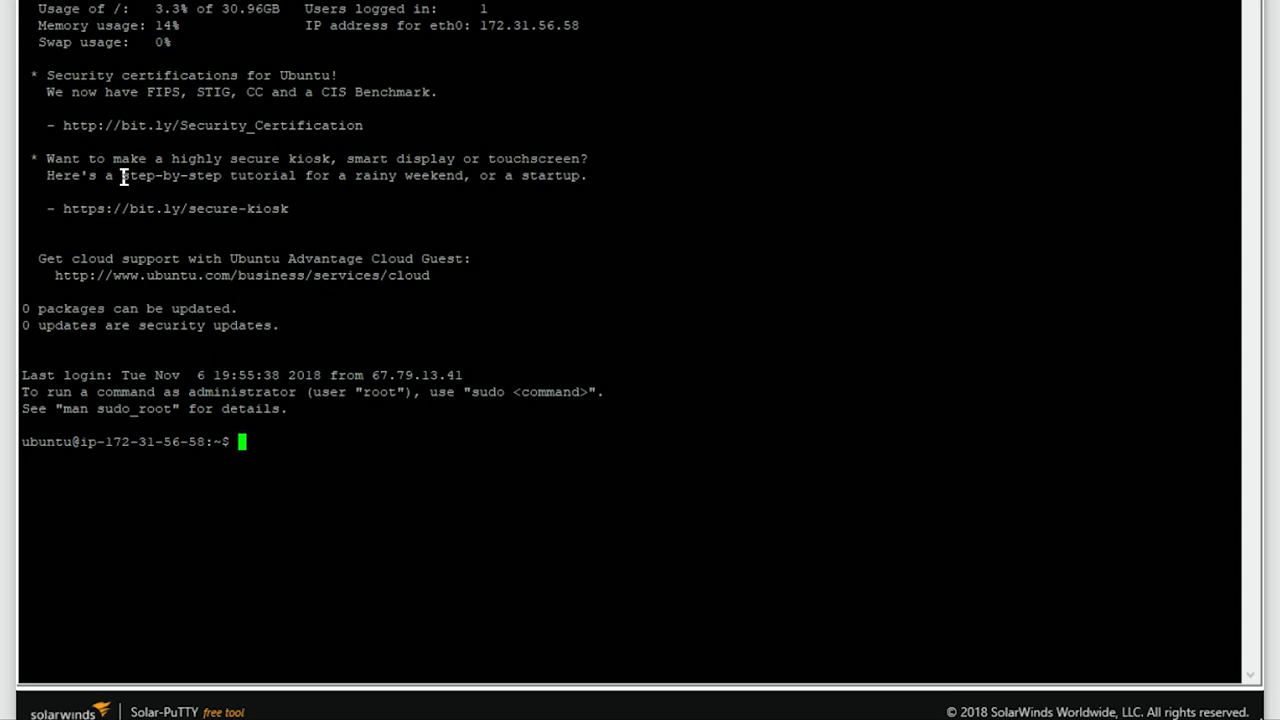 Usage of /:   3.3% of 30.96GB   Users logged in:     1
Memory usage: 14%               IP address for eth0: 172.31.56.58
Swap usage:   0%
* Security certifications for Ubuntu!
We now have FIPS, STIG, CC and a CIS Benchmark.
- http://bit.ly/Security_Certification
* Want to make a highly secure kiosk, smart display or touchscreen?
Here's a step-by-step tutorial for a rainy weekend, or a startup.
- https://bit.ly/secure-kiosk
Get cloud support with Ubuntu Advantage Cloud Guest:
http://www.ubuntu.com/business/services/cloud
0 packages can be updated.
0 updates are security updates.
Last login: Tue Nov  6 19:55:38 2018 from 67.79.13.41
To run a command as administrator (user "root"), use "sudo <command>".
See "man sudo_root" for details.
ubuntu@ip-172-31-56-58:~$
solarwinds | Solar-PuTTY free tool © 2018 SolarWinds Worldwide, LLC. All rights reserved.